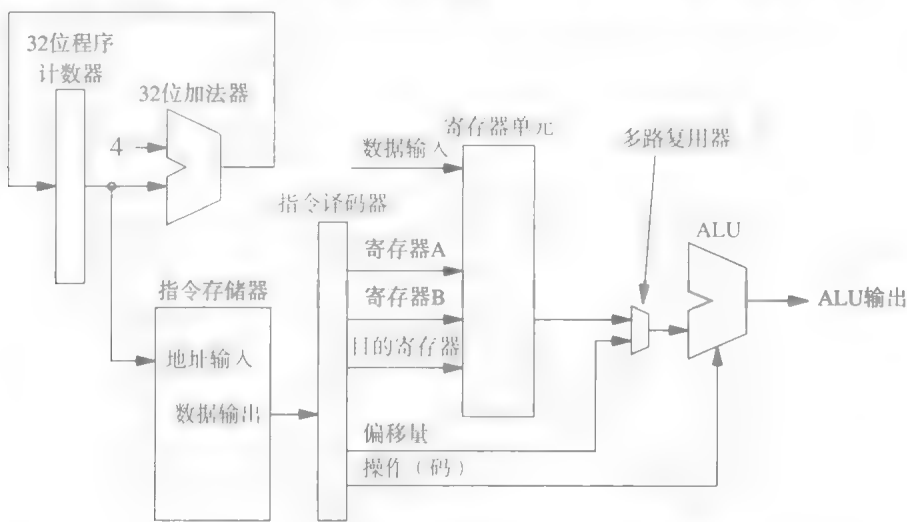 32位程序
计数器
32位加法器
4
寄存器单元
多路复用器
数据输入
指令译码器
ALU
寄存器A
指令存储器
寄存器B
ALU输出
目的寄存器
地址输入
数据输出
偏移量
操作（码）